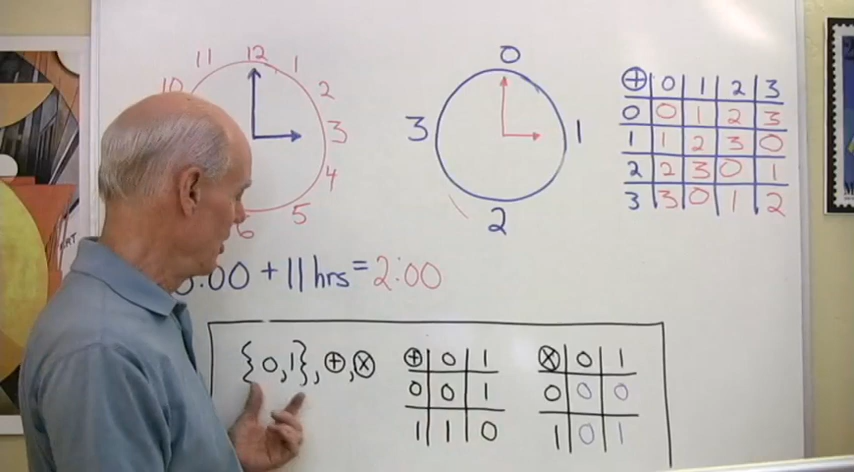 11 12 1
10 2
3
4
6 5
0
3 1
2
⊕ 0 1 2 3
0 0 1 2 3
1 1 2 3 0
2 2 3 0 1
3 3 0 1 2
3:00 + 11 hrs = 2:00
{0,1}, ⊕, ⊗
⊕ 0 1
0 0 1
1 1 0
⊗ 0 1
0 0 0
1 0 1